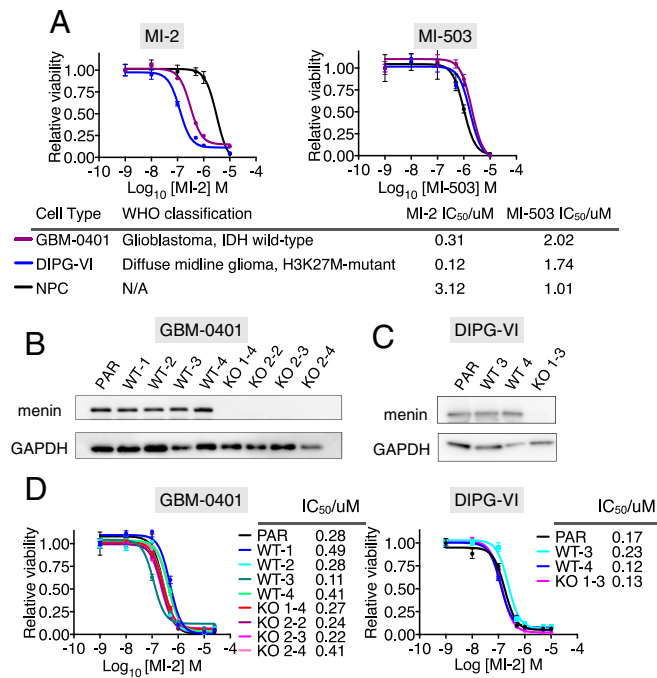 A
MI-2
MI-503
Relative viability
1.00
0.75
0.50
0.25
0.00
-10 -9 -8 -7 -6 -5 -4
Log10 [MI-2] M
Relative viability
1.00
0.75
0.50
0.25
0.00
-10 -9 -8 -7 -6 -5 -4
Log10 [MI-503] M
Cell Type WHO classification MI-2 IC50/uM MI-503 IC50/uM
GBM-0401 Glioblastoma, IDH wild-type 0.31 2.02
DIPG-VI Diffuse midline glioma, H3K27M-mutant 0.12 1.74
NPC N/A 3.12 1.01
B
GBM-0401
PAR WT-1 WT-2 WT-3 WT-4 KO 1-4 KO 2-2 KO 2-3 KO 2-4
menin
GAPDH
C
DIPG-VI
PAR WT 3 WT 4 KO 1-3
menin
GAPDH
D
GBM-0401
Relative viability
1.00
0.75
0.50
0.25
0.00
-10 -9 -8 -7 -6 -5 -4
Log10 [MI-2] M
IC50/uM
PAR 0.28
WT-1 0.49
WT-2 0.28
WT-3 0.11
WT-4 0.41
KO 1-4 0.27
KO 2-2 0.24
KO 2-3 0.22
KO 2-4 0.41
DIPG-VI
Relative viability
1.00
0.75
0.50
0.25
0.00
-10 -9 -8 -7 -6 -5 -4
Log10 [MI-2] M
IC50/uM
PAR 0.17
WT-3 0.23
WT-4 0.12
KO 1-3 0.13